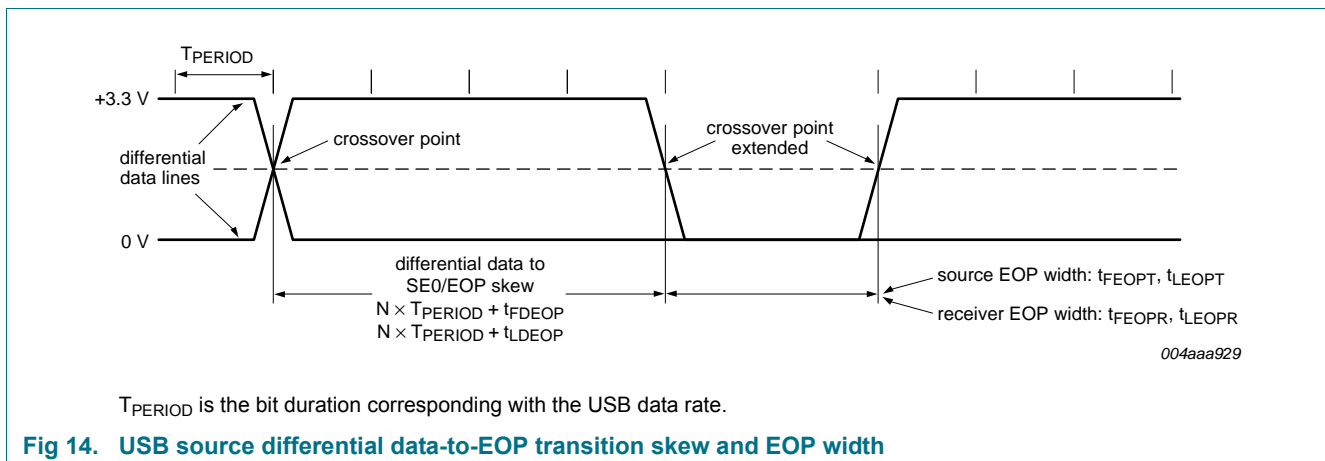 TPERIOD
+3.3 V
crossover point
crossover point
extended
differential
data lines
0 V
differential data to
SE0/EOP skew
N × TPERIOD + tFDEOP
N × TPERIOD + tLDEOP
source EOP width: tFEOPT, tLEOPT
receiver EOP width: tFEOPR, tLEOPR
004aaa929
TPERIOD is the bit duration corresponding with the USB data rate.
Fig 14. USB source differential data-to-EOP transition skew and EOP width